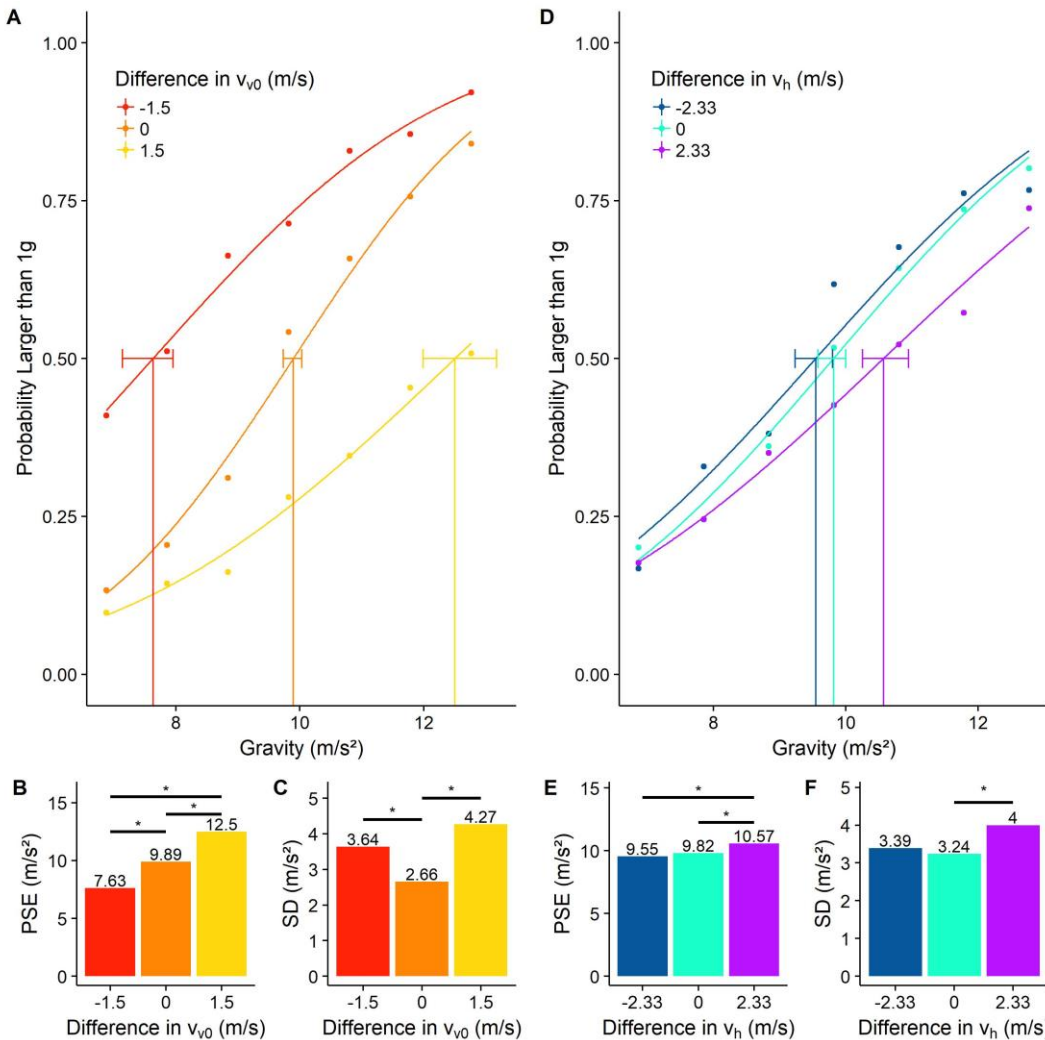 A
1.00
0.75
0.50
0.25
0.00
Probability Larger than 1g
Difference in vv0 (m/s)
-1.5
0
1.5
8 10 12
Gravity (m/s²)
D
1.00
0.75
0.50
0.25
0.00
Probability Larger than 1g
Difference in vh (m/s)
-2.33
0
2.33
8 10 12
Gravity (m/s²)
B
15
10
5
0
PSE (m/s²)
* * *
7.63 9.89 12.5
-1.5 0 1.5
Difference in vv0 (m/s)
C
5
4
3
2
1
0
SD (m/s²)
* *
3.64 2.66 4.27
-1.5 0 1.5
Difference in vv0 (m/s)
E
15
10
5
0
PSE (m/s²)
* *
9.55 9.82 10.57
-2.33 0 2.33
Difference in vh (m/s)
F
5
4
3
2
1
0
SD (m/s²)
*
3.39 3.24 4
-2.33 0 2.33
Difference in vh (m/s)